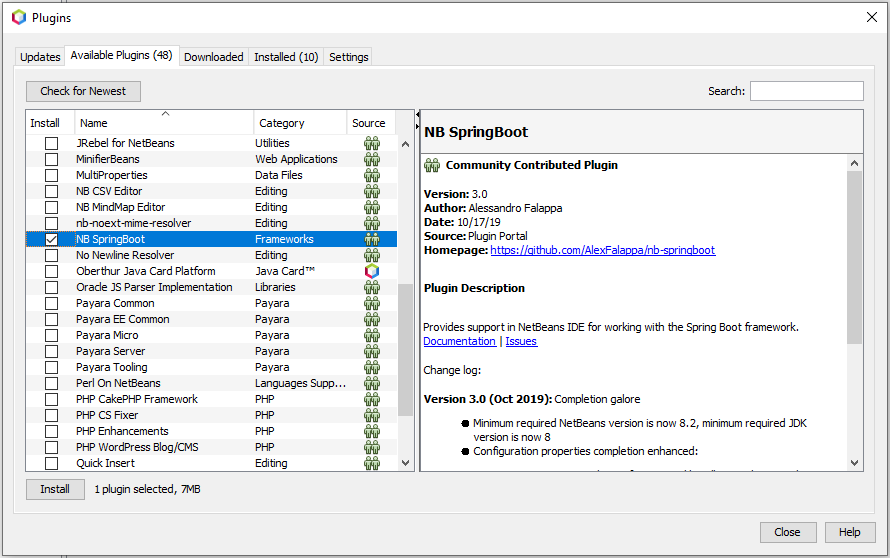 Plugins
Updates Available Plugins (48) Downloaded Installed (10) Settings
Check for Newest Search:
Install Name Category Source
JRebel for NetBeans Utilities
MinifierBeans Web Applications
MultiProperties Data Files
NB CSV Editor Editing
NB MindMap Editor Editing
nb-noext-mime-resolver Editing
NB SpringBoot Frameworks
No Newline Resolver Editing
Oberthur Java Card Platform Java Card™
Oracle JS Parser Implementation Libraries
Payara Common Payara
Payara EE Common Payara
Payara Micro Payara
Payara Server Payara
Payara Tooling Payara
Perl On NetBeans Languages Supp...
PHP CakePHP Framework PHP
PHP CS Fixer PHP
PHP Enhancements PHP
PHP WordPress Blog/CMS PHP
Quick Insert Editing
NB SpringBoot
Community Contributed Plugin
Version: 3.0
Author: Alessandro Falappa
Date: 10/17/19
Source: Plugin Portal
Homepage: https://github.com/AlexFalappa/nb-springboot
Plugin Description
Provides support in NetBeans IDE for working with the Spring Boot framework.
Documentation | Issues
Change log:
Version 3.0 (Oct 2019): Completion galore
● Minimum required NetBeans version is now 8.2, minimum required JDK
version is now 8
● Configuration properties completion enhanced:
Install 1 plugin selected, 7MB
Close Help